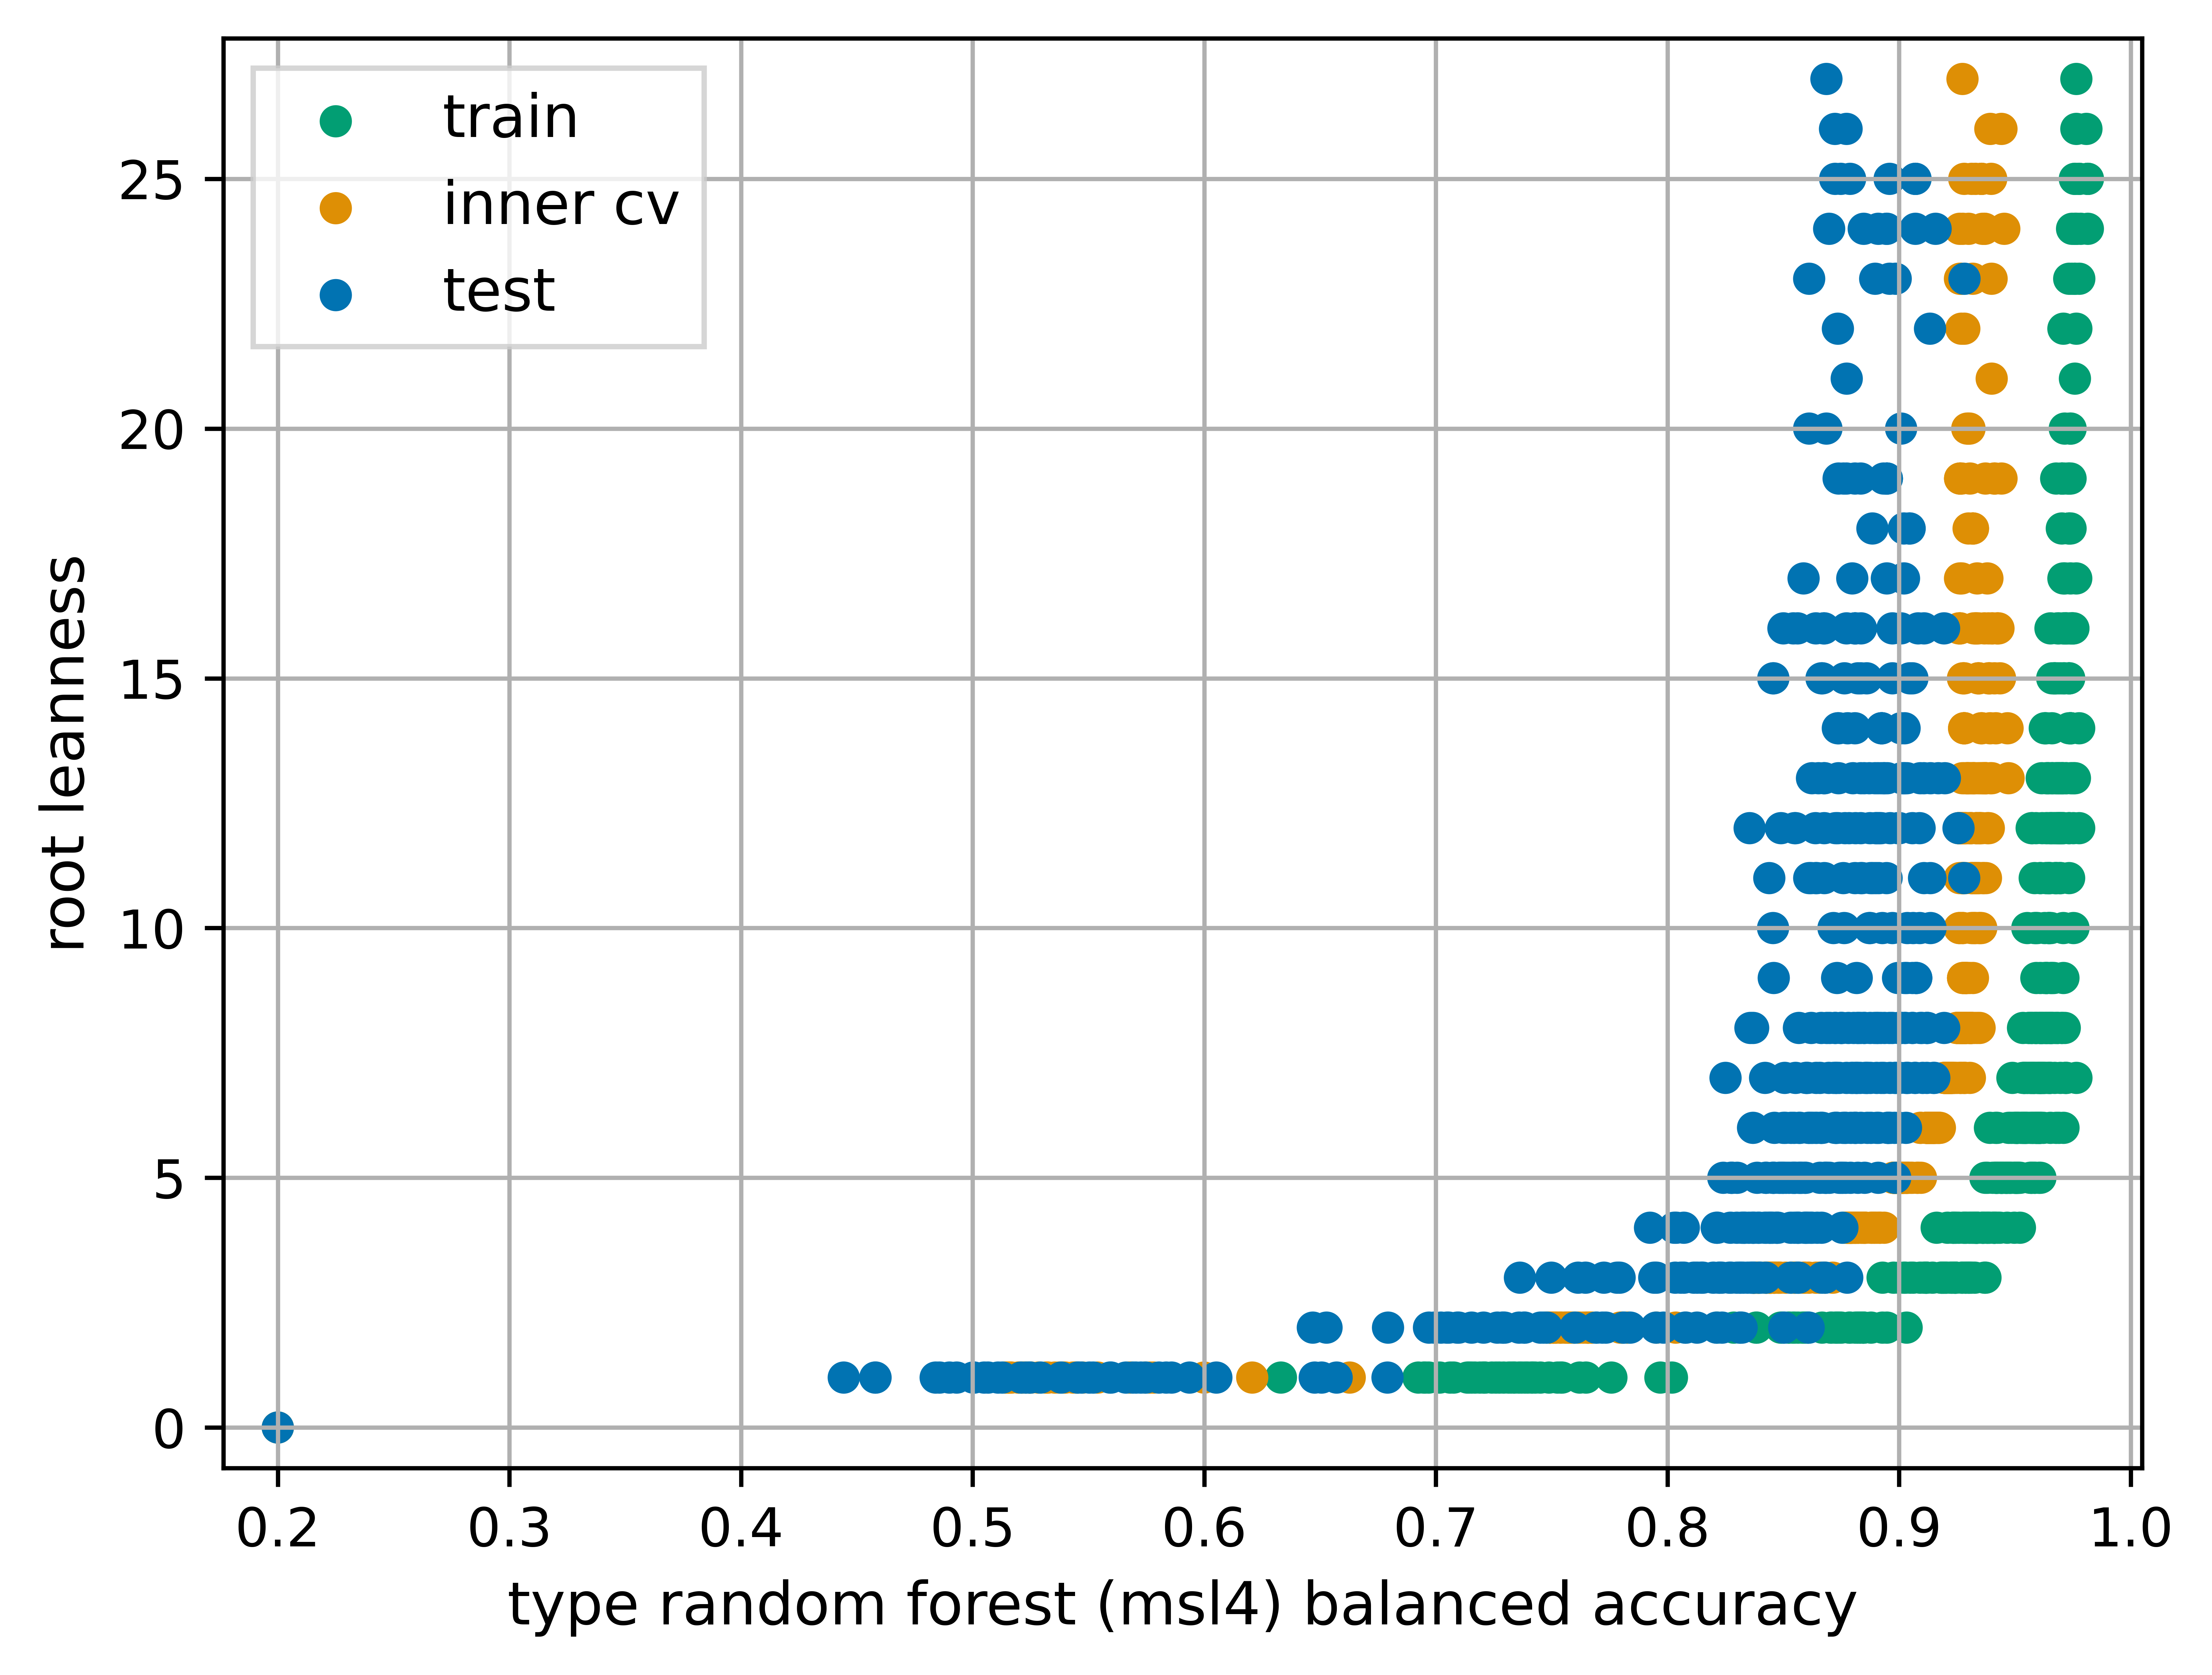 train
inner cv
test
root leanness
25
20
15
10
5
0
0.2 0.3 0.4 0.5 0.6 0.7 0.8 0.9 1.0
type random forest (msl4) balanced accuracy